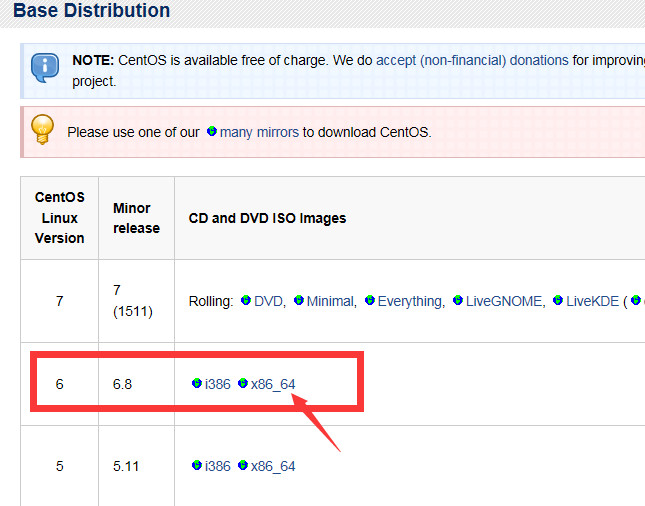 Base Distribution
NOTE: CentOS is available free of charge. We do accept (non-financial) donations for improving
project.
Please use one of our many mirrors to download CentOS.
CentOS
Linux
Version
Minor
release
CD and DVD ISO Images
7
7
(1511)
Rolling: DVD, Minimal, Everything, LiveGNOME, LiveKDE (
6
6.8
i386 x86_64
5
5.11
i386 x86_64